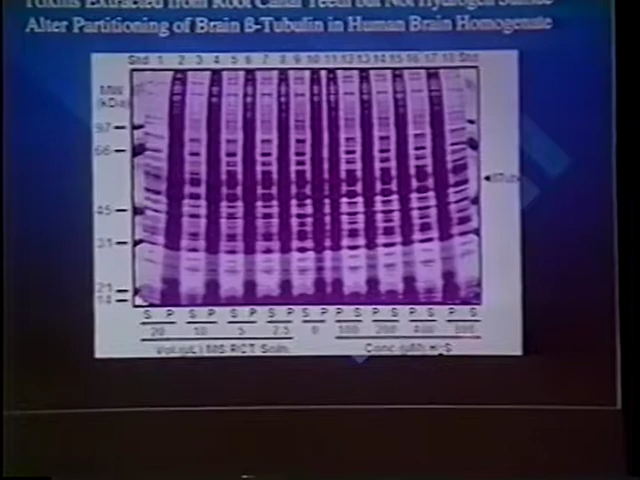 Toxins Extracted from Root Canal Teeth but Not Hydrogen Sulfide
Alter Partitioning of Brain ß-Tubulin in Human Brain Homogenate
Std 1 2 3 4 5 6 7 8 9 10 11 12 13 14 15 16 17 18 Std
MW
(kDa)
97
66
45
31
21
14
S P S P S P S P S P P S P S P S P S
20 10 5 2.5 0 100 200 400 800
Vol.(µL) MS RCT Soln.
Conc.(µM) H₂S